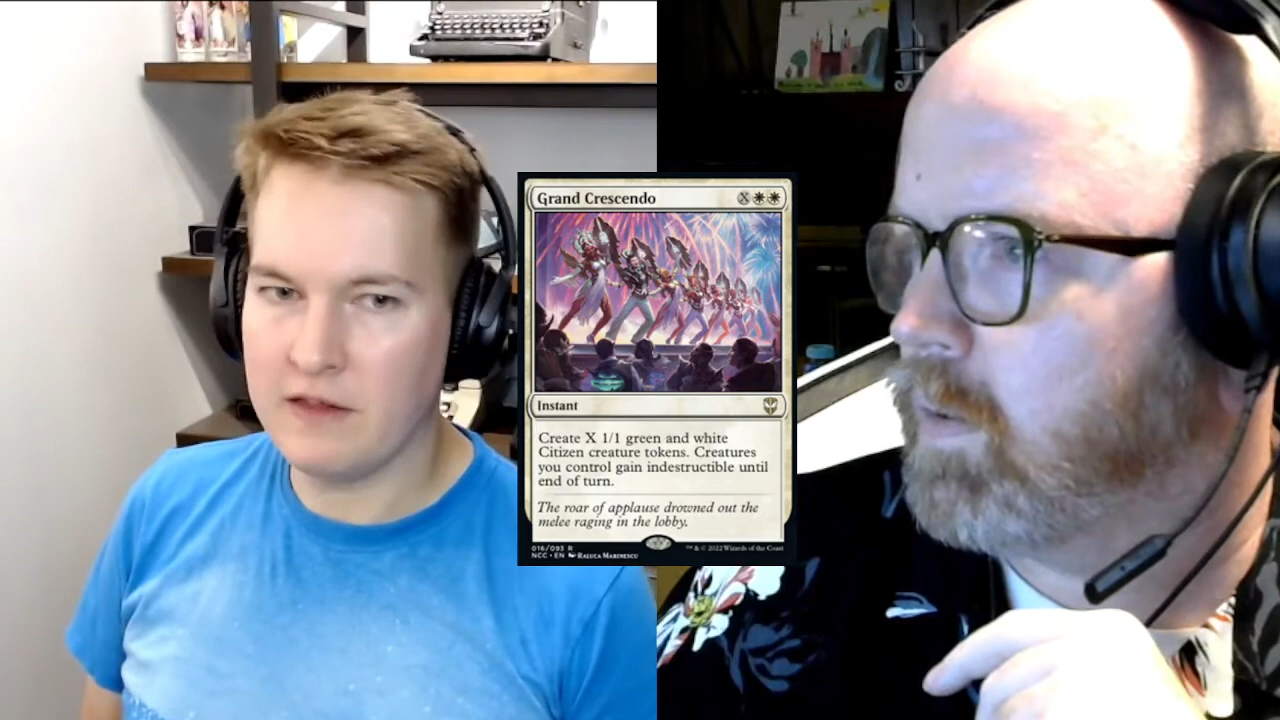 Grand Crescendo X
Instant
Create X 1/1 green and white
Citizen creature tokens. Creatures
you control gain indestructible until
end of turn.
The roar of applause drowned out the
melee raging in the lobby.
016/093 R
NCC • EN Raluca Marinescu
™ & © 2022 Wizards of the Coast